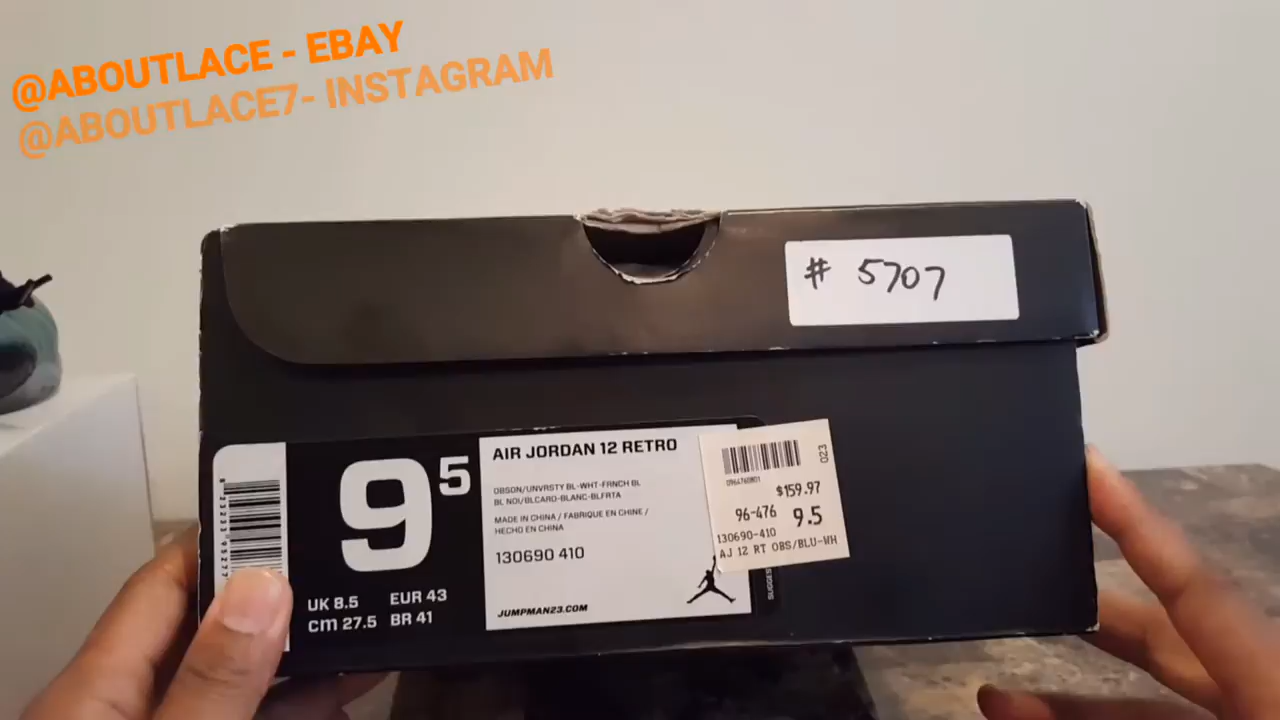 @ABOUTLACE - EBAY
@ABOUTLACE7- INSTAGRAM
# 5707
9 5
UK 8.5 EUR 43
cm 27.5 BR 41
AIR JORDAN 12 RETRO
OBSDN/UNVRSTY BL-WHT-FRNCH BL
BL NOI/BLCARD-BLANC-BLFRTA
MADE IN CHINA / FABRIQUE EN CHINE /
HECHO EN CHINA
130690 410
JUMPMAN23.COM
023
0964760801
$159.97
96-476 9.5
130690-410
AJ 12 RT OBS/BLU-WH